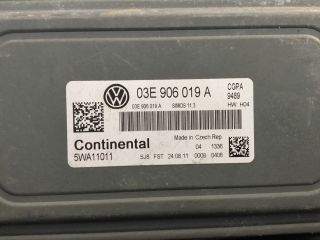 03E 906 019 A
CGPA
9489
03E 906 019 A SIMOS 11.3
HW: H04
Made in Czech Rep
Continental
04 1336
5WA11011
SJ8 FST 24.08.11 0008 0406